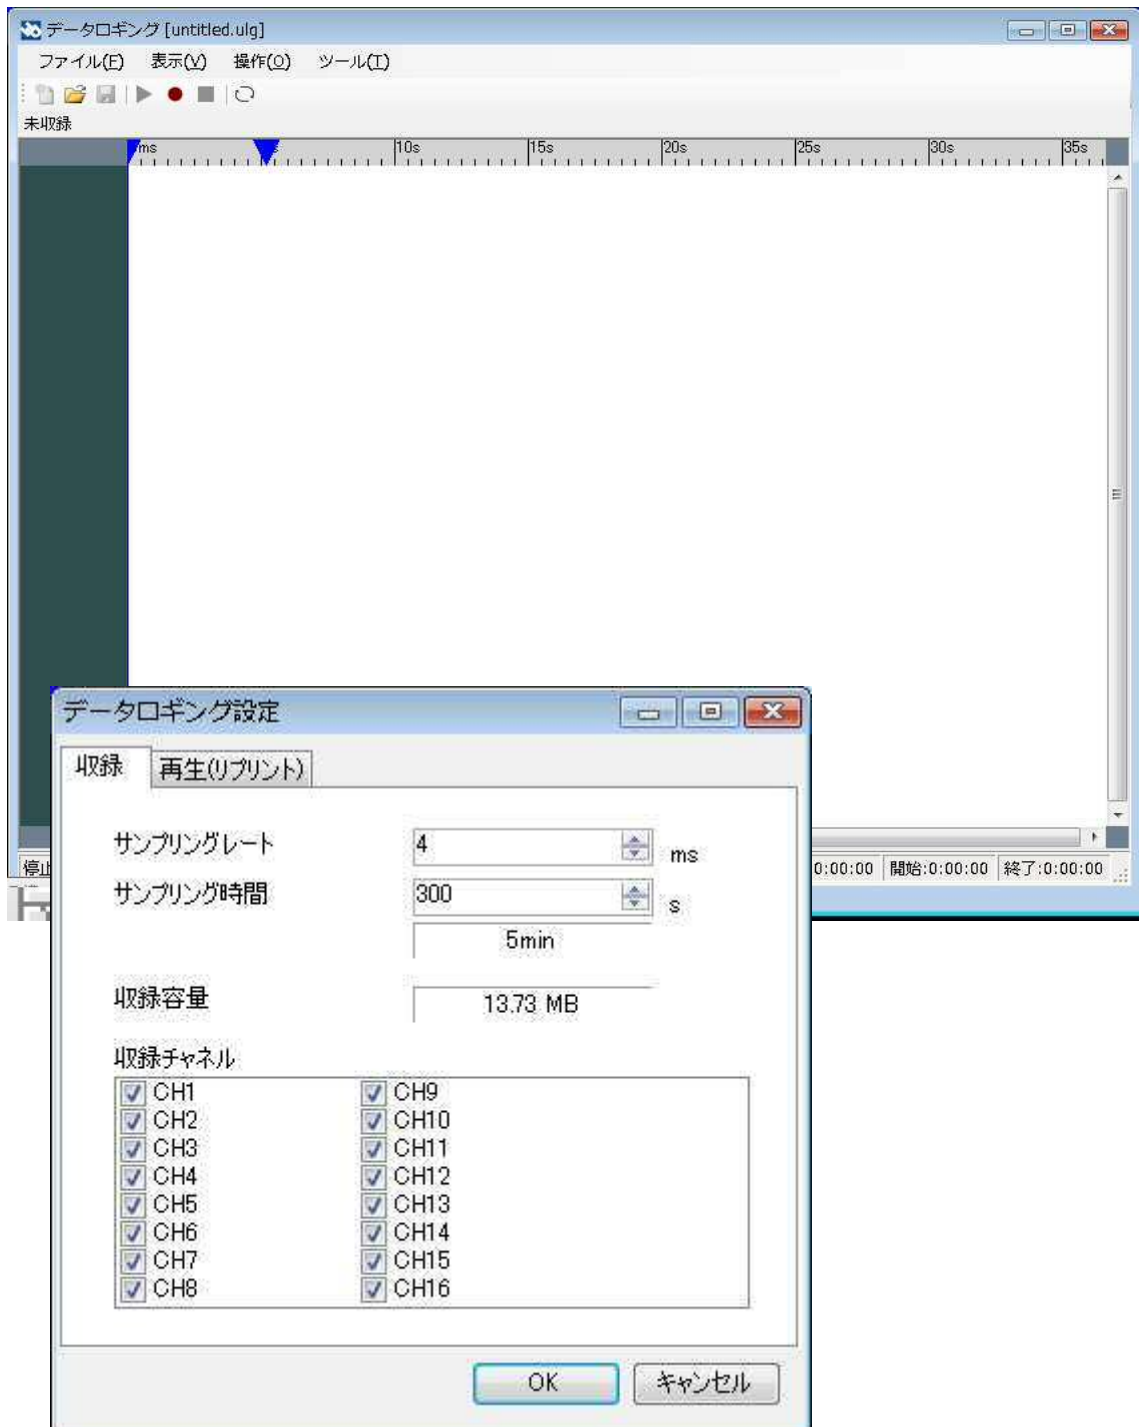 データロギング [untitled.ulg]
ファイル(F) 表示(V) 操作(O) ツール(T)
未収録
ms 10s 15s 20s 25s 30s 35s
データロギング設定
収録 再生(リプリント)
サンプリングレート 4 ms
サンプリング時間 300 s
5min
収録容量 13.73 MB
収録チャネル
CH1 CH9
CH2 CH10
CH3 CH11
CH4 CH12
CH5 CH13
CH6 CH14
CH7 CH15
CH8 CH16
OK キャンセル
停止 0:00:00 開始:0:00:00 終了:0:00:00